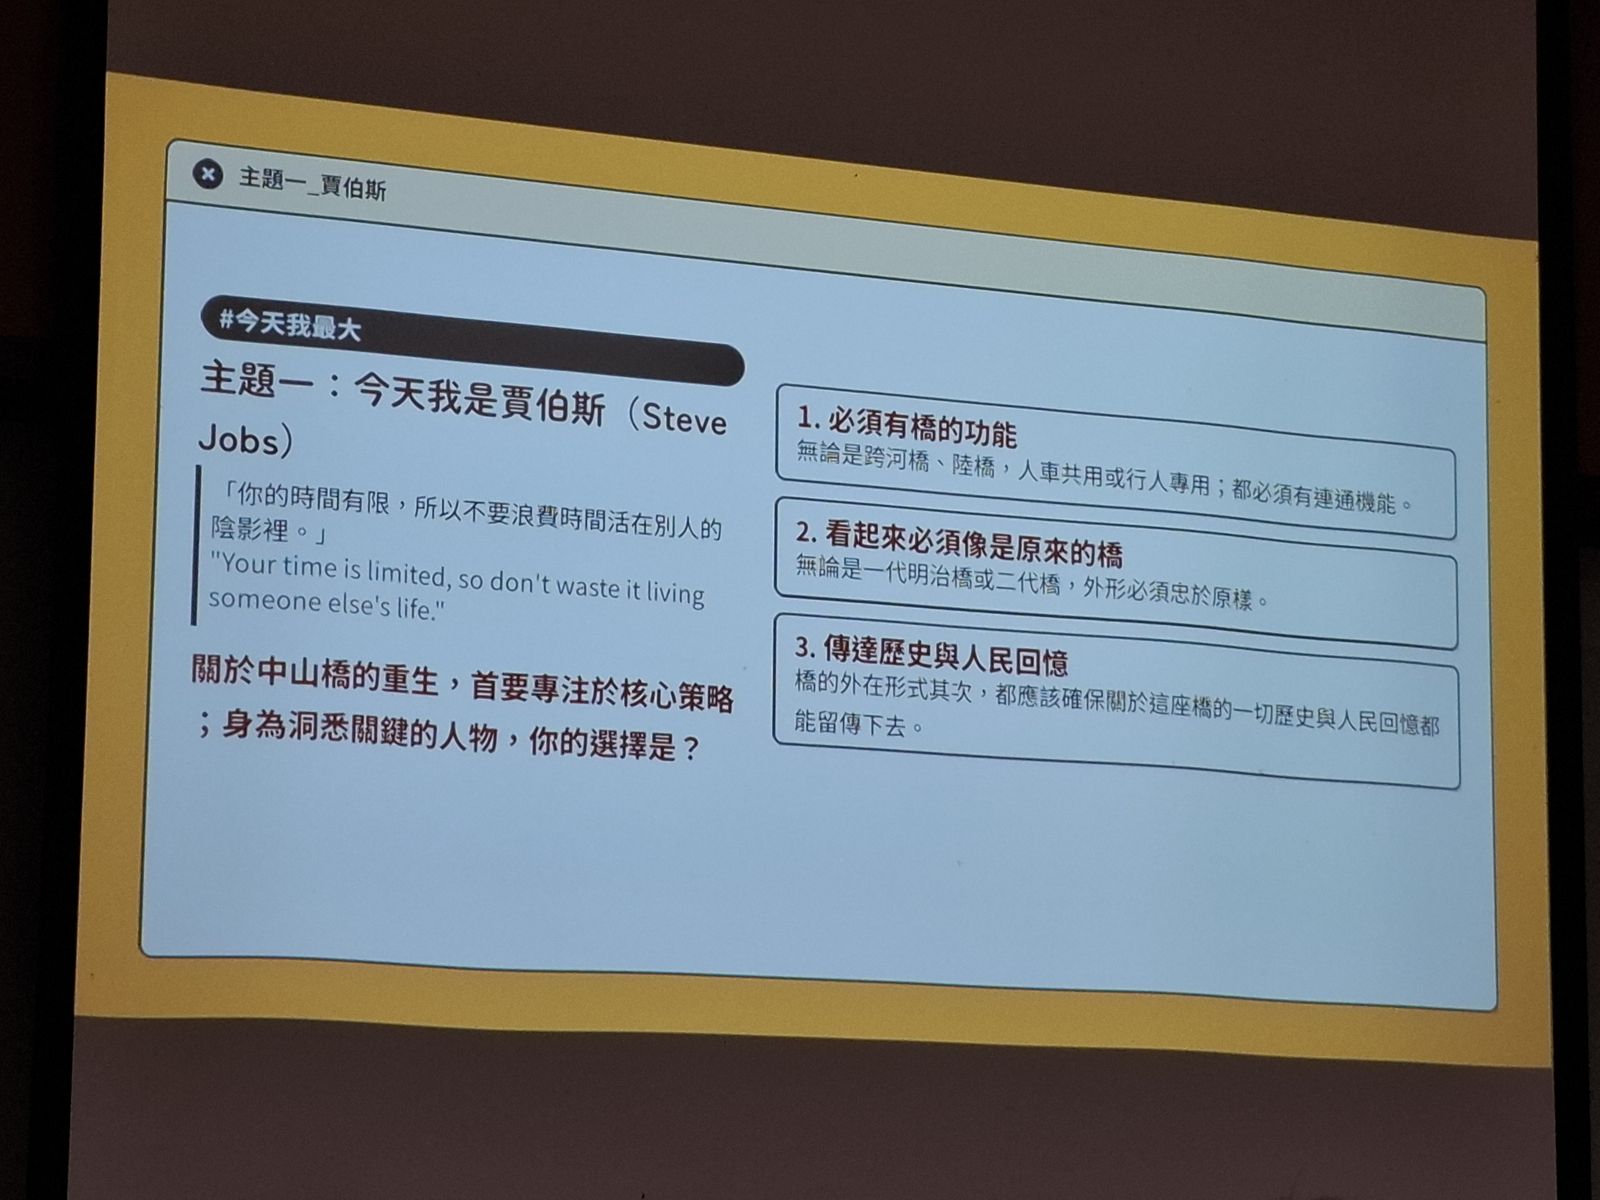 主題一_賈伯斯
#今天我最大
主題一：今天我是賈伯斯（Steve
Jobs）
「你的時間有限，所以不要浪費時間活在別人的
陰影裡。」
"Your time is limited, so don't waste it living
someone else's life."
關於中山橋的重生，首要專注於核心策略
；身為洞悉關鍵的人物，你的選擇是？
1. 必須有橋的功能
無論是跨河橋、陸橋，人車共用或行人專用；都必須有連通機能。
2. 看起來必須像是原來的橋
無論是一代明治橋或二代橋，外形必須忠於原樣。
3. 傳達歷史與人民回憶
橋的外在形式其次，都應該確保關於這座橋的一切歷史與人民回憶都
能留傳下去。